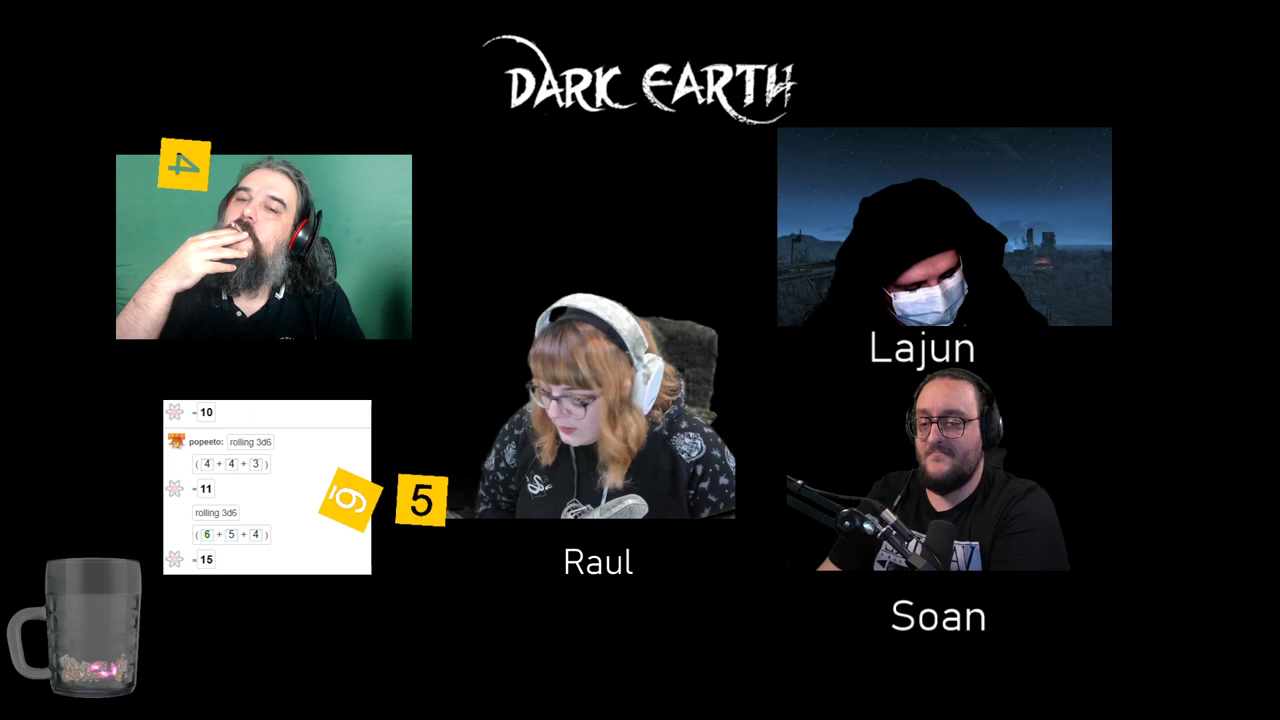 DARK EARTH
4
Lajun
= 10
popeeto: rolling 3d6
( 4 + 4 + 3 )
= 11
rolling 3d6
( 6 + 5 + 4 )
= 15
6
5
Raul
Soan